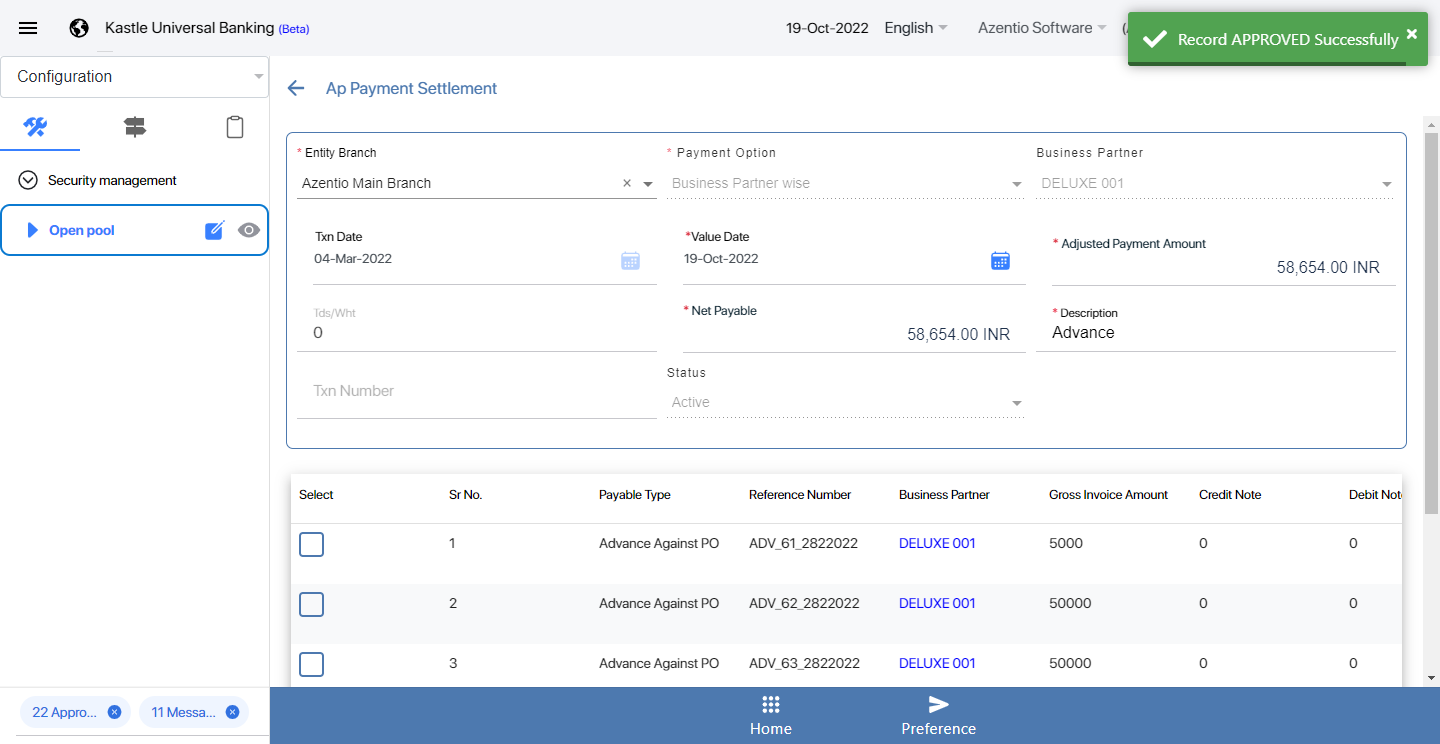 Kastle Universal Banking (Beta)
19-Oct-2022
English
Azentio Software
Record APPROVED Successfully
Configuration
Ap Payment Settlement
Security management
Open pool
* Entity Branch
Azentio Main Branch
* Payment Option
Business Partner wise
Business Partner
DELUXE 001
Txn Date
04-Mar-2022
*Value Date
19-Oct-2022
* Adjusted Payment Amount
58,654.00 INR
Tds/Wht
0
* Net Payable
58,654.00 INR
* Description
Advance
Txn Number
Status
Active
Select Sr No. Payable Type Reference Number Business Partner Gross Invoice Amount Credit Note Debit Not
1 Advance Against PO ADV_61_2822022 DELUXE 001 5000 0 0
2 Advance Against PO ADV_62_2822022 DELUXE 001 50000 0 0
3 Advance Against PO ADV_63_2822022 DELUXE 001 50000 0 0
22 Appro...
11 Messa...
Home
Preference